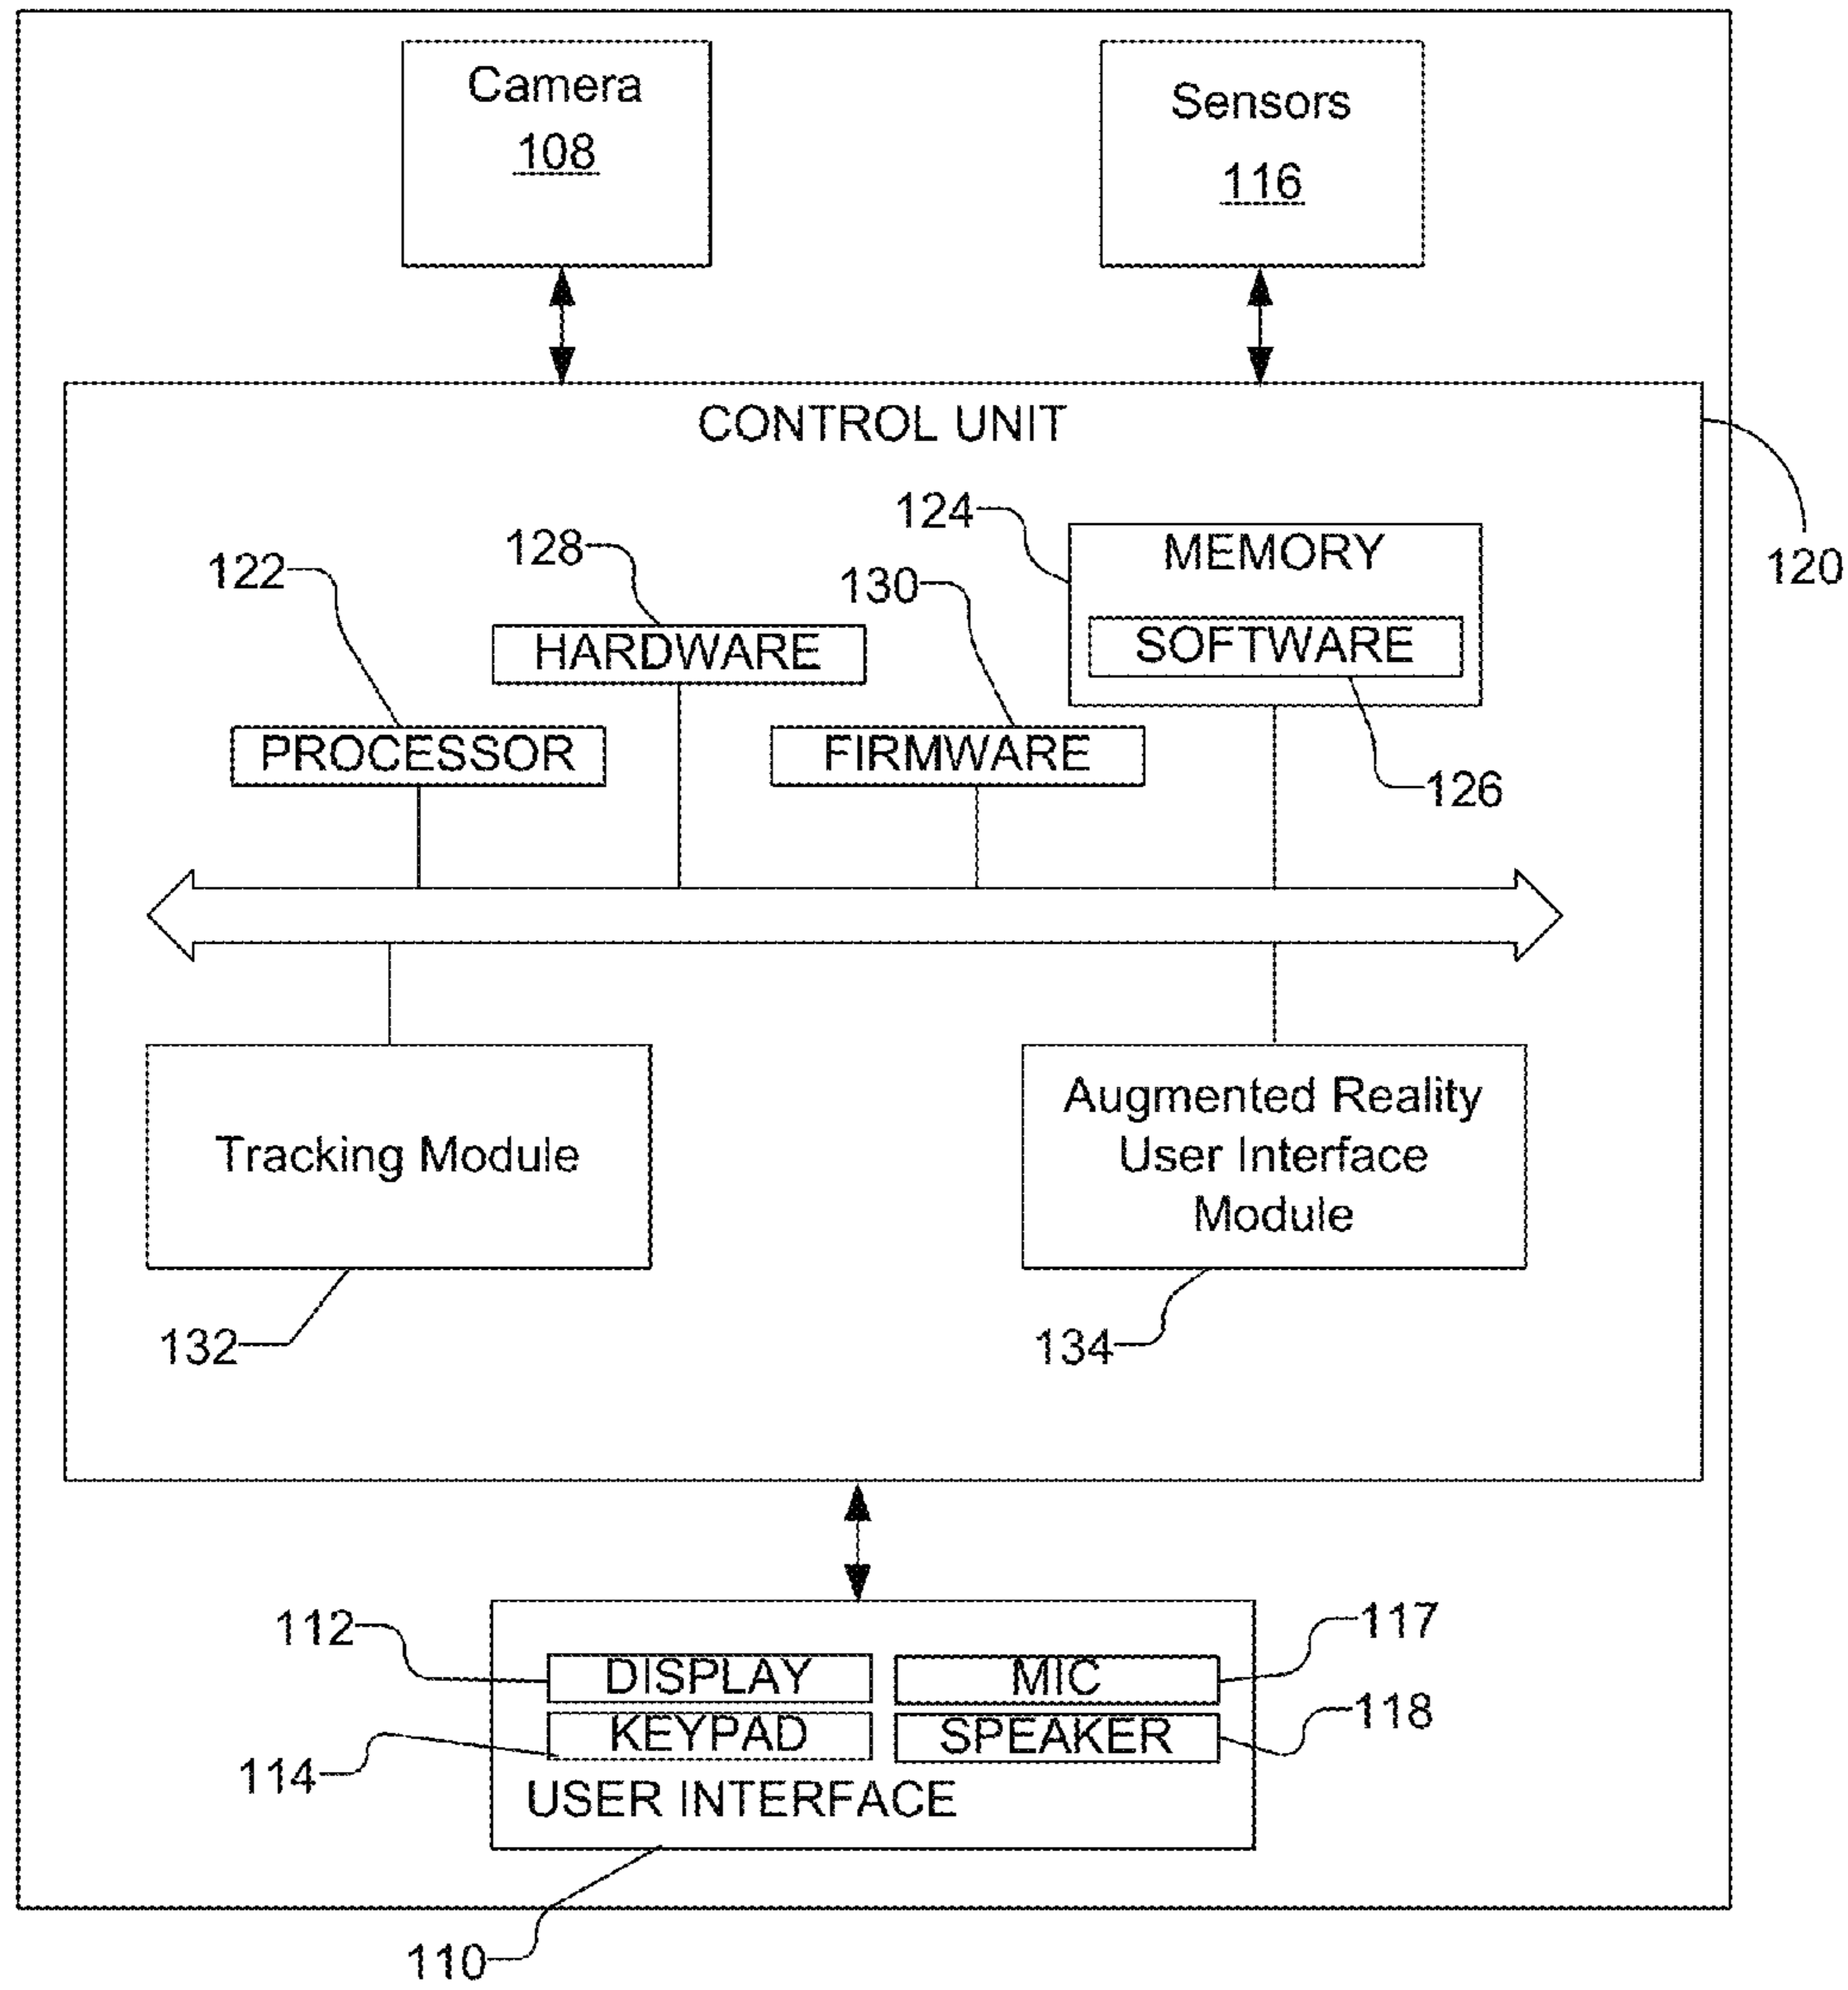 Camera
108
Sensors
116
CONTROL UNIT
124
MEMORY
120
128
122
130
HARDWARE
SOFTWARE
PROCESSOR
FIRMWARE
126
Tracking Module
Augmented Reality
User Interface
Module
132
134
112
117
DISPLAY
MIC
118
KEYPAD
SPEAKER
114
USER INTERFACE
110